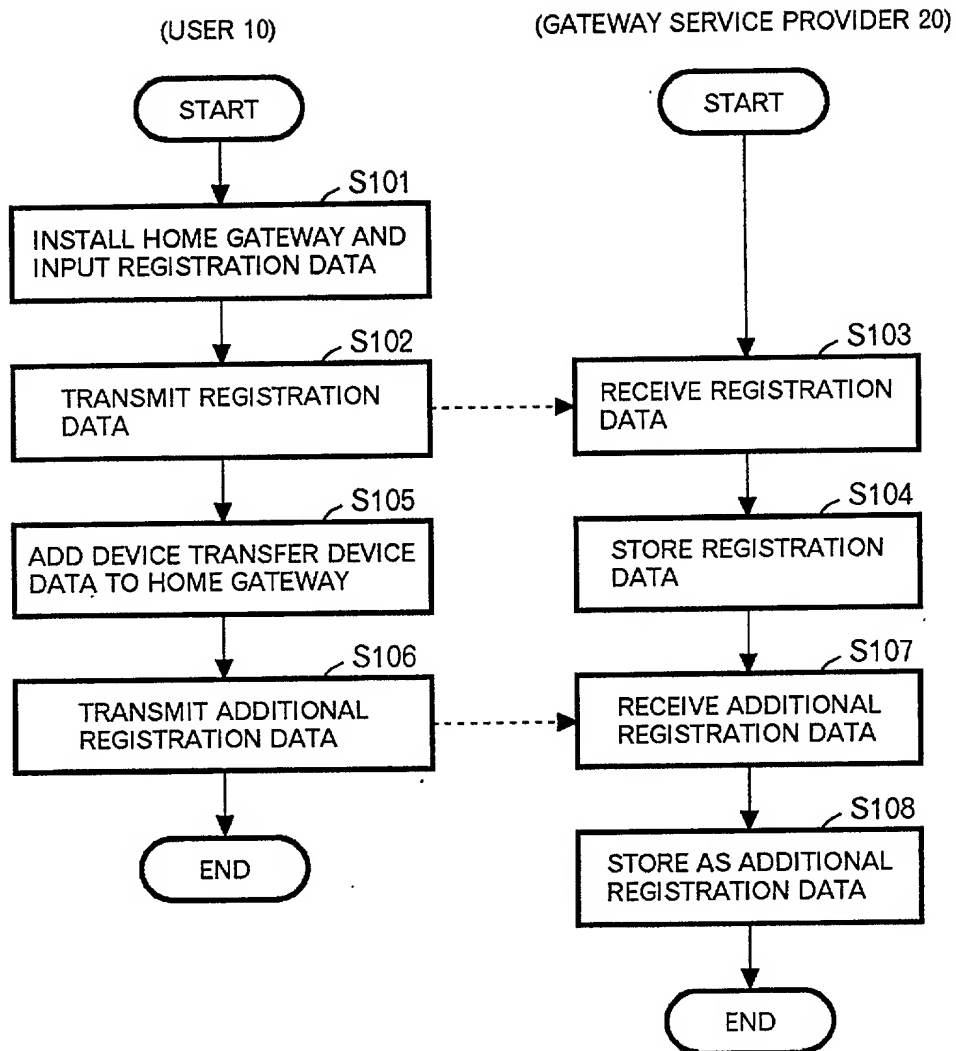 (USER 10)
(GATEWAY SERVICE PROVIDER 20)
START
START
S101
INSTALL HOME GATEWAY AND
INPUT REGISTRATION DATA
S102
TRANSMIT REGISTRATION
DATA
S103
RECEIVE REGISTRATION
DATA
S105
ADD DEVICE TRANSFER DEVICE
DATA TO HOME GATEWAY
S104
STORE REGISTRATION
DATA
S106
TRANSMIT ADDITIONAL
REGISTRATION DATA
S107
RECEIVE ADDITIONAL
REGISTRATION DATA
END
S108
STORE AS ADDITIONAL
REGISTRATION DATA
END